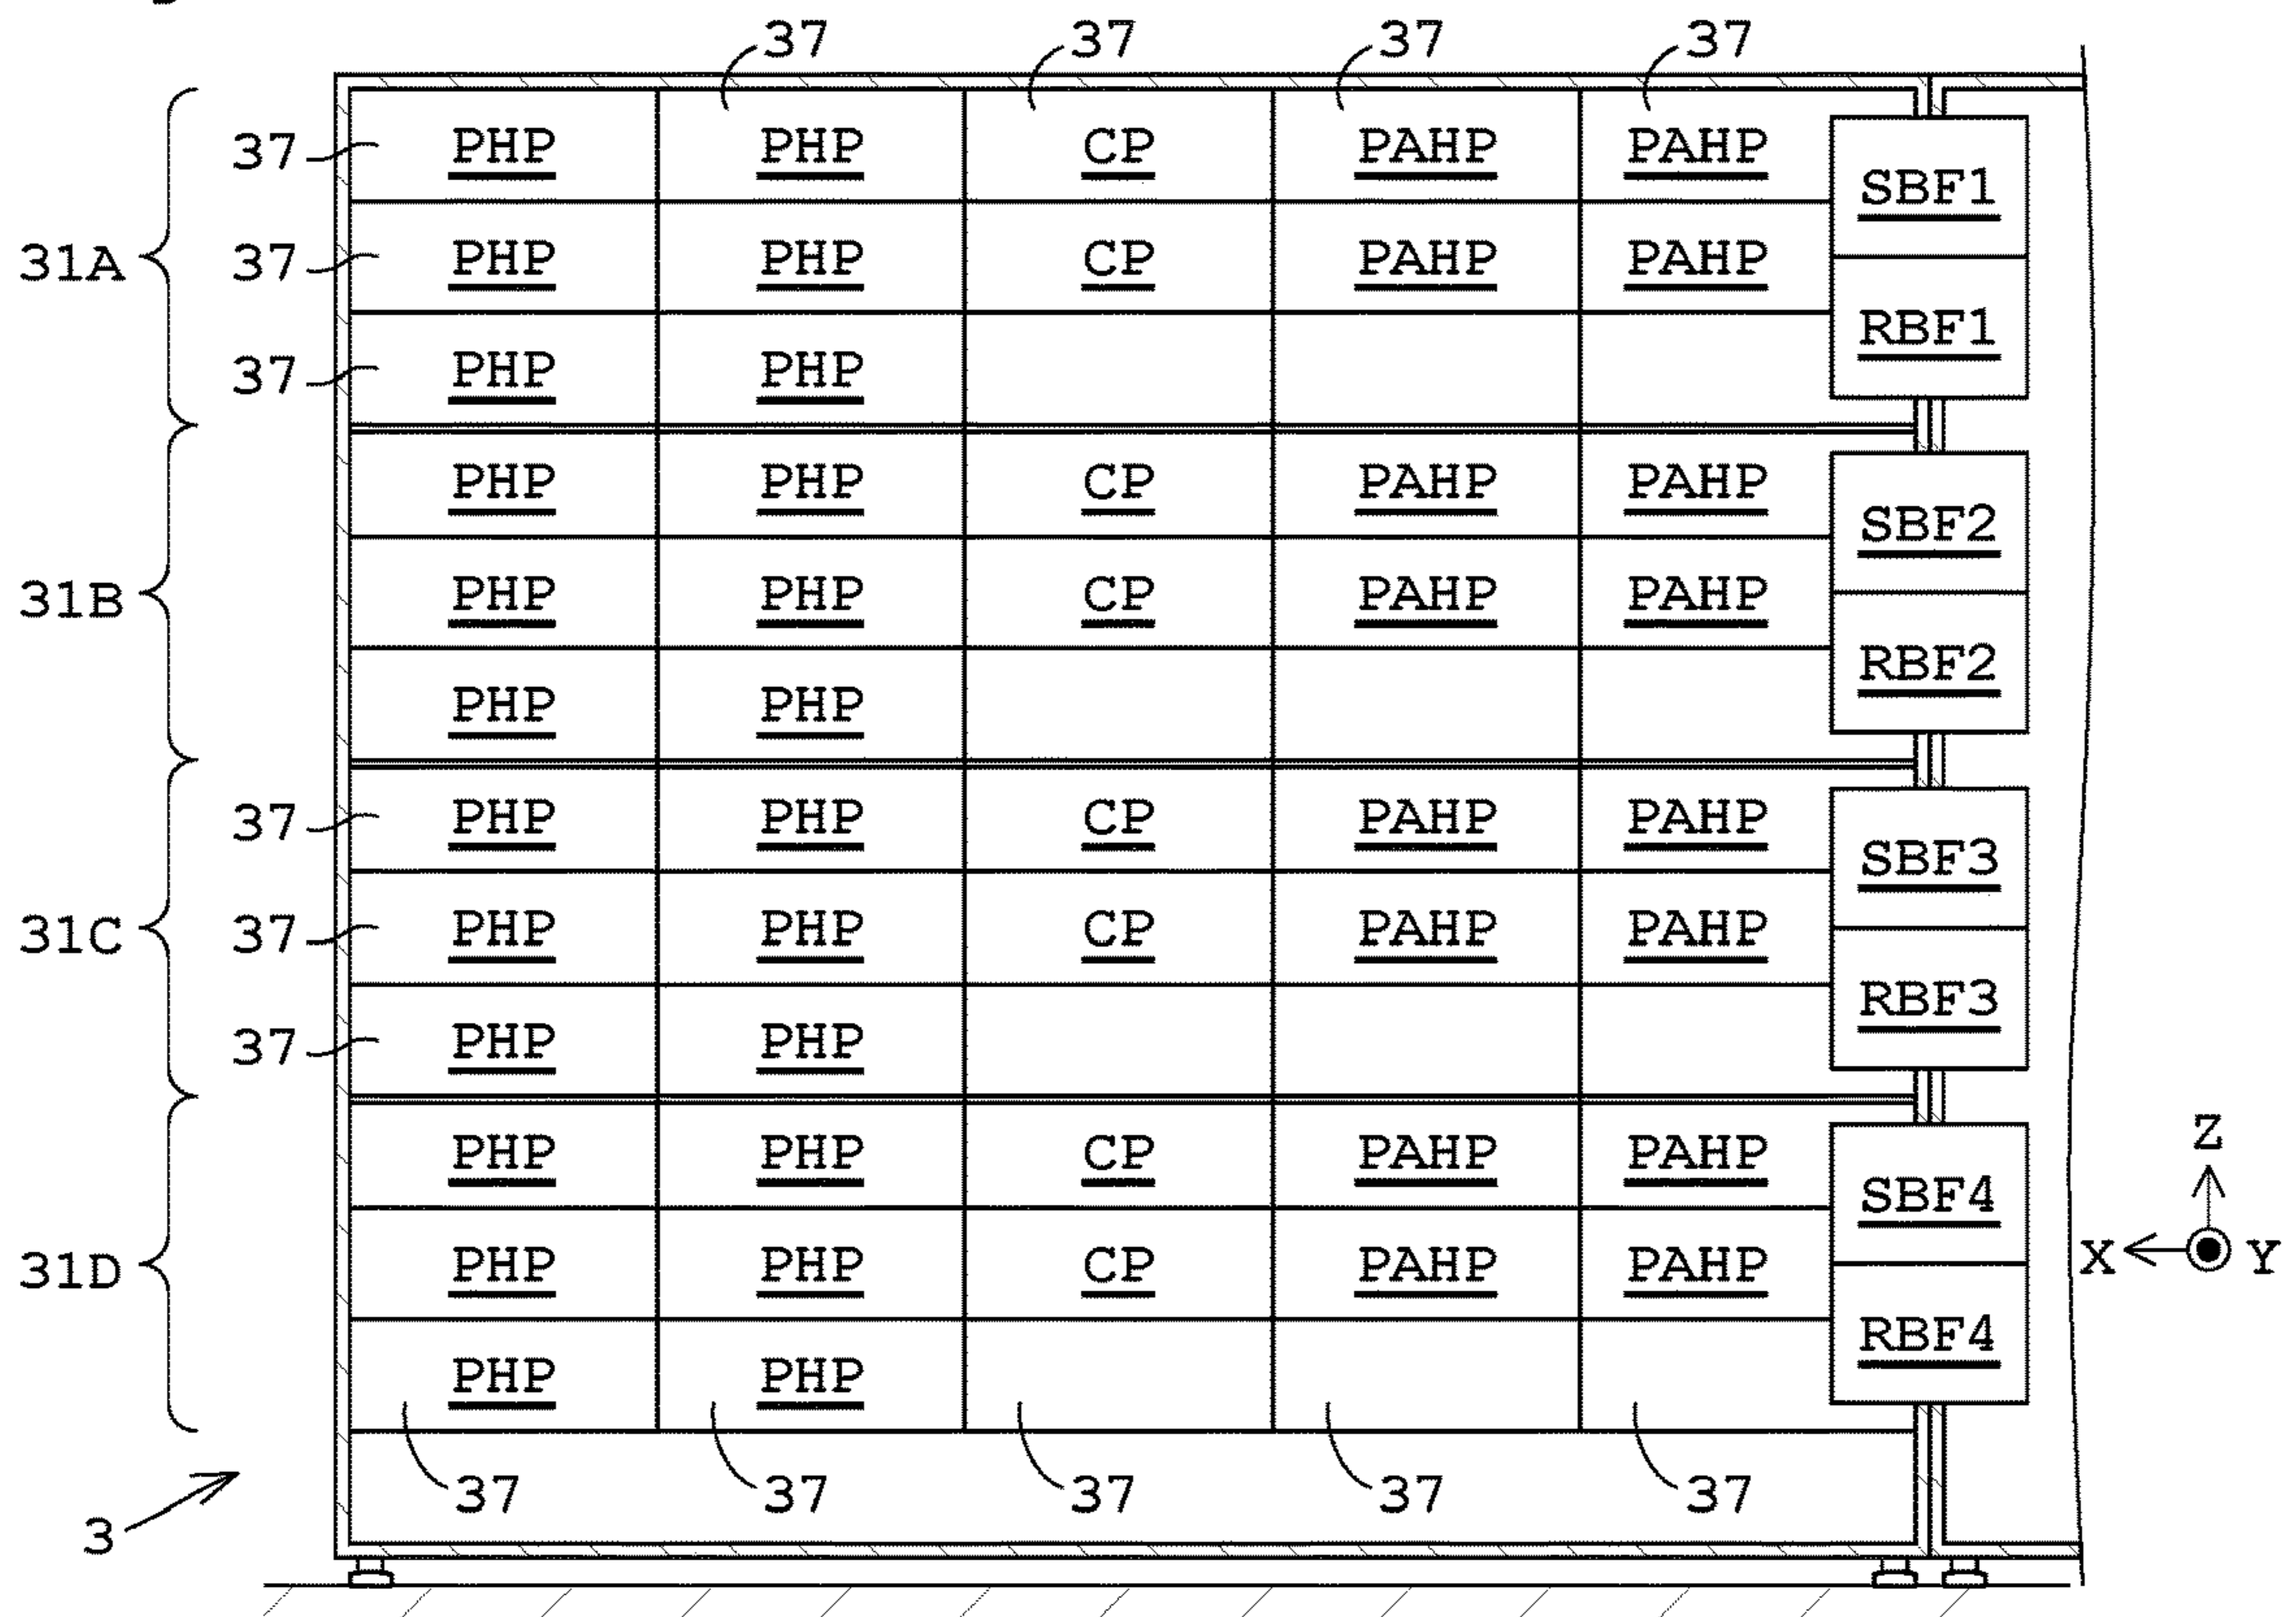 37 37 37 37
37 PHP PHP CP PAHP PAHP SBF1
31A 37 PHP PHP CP PAHP PAHP
RBF1
37 PHP PHP
PHP PHP CP PAHP PAHP SBF2
31B PHP PHP CP PAHP PAHP
RBF2
PHP PHP
37 PHP PHP CP PAHP PAHP SBF3
31C 37 PHP PHP CP PAHP PAHP
RBF3
37 PHP PHP
PHP PHP CP PAHP PAHP Z
SBF4
31D PHP PHP CP PAHP PAHP X Y
RBF4
PHP PHP
37 37 37 37 37
3